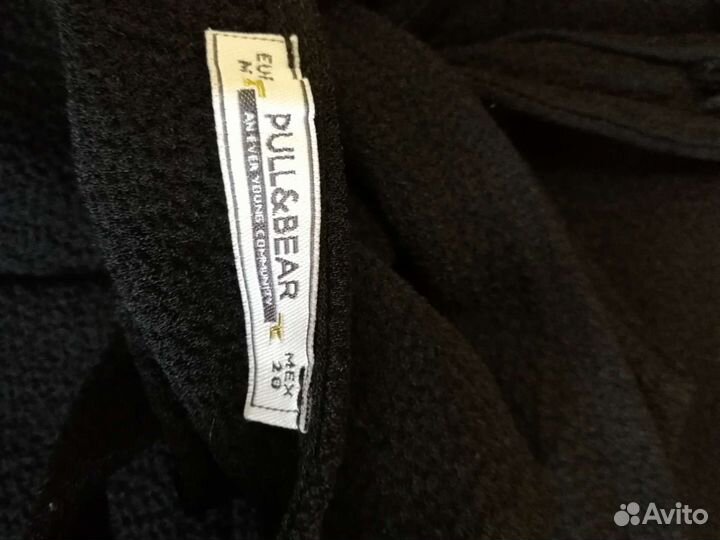 EUR
M
PULL&BEAR
AN EVER YOUNG COMMUNITY
MEX
28
Avito